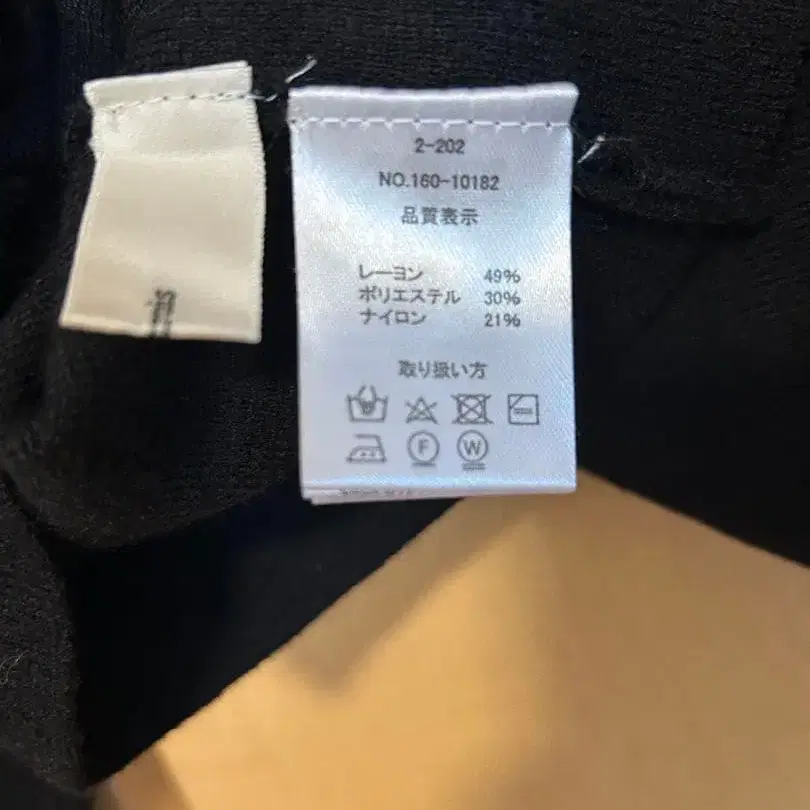 2-202
NO.160-10182
品質表示
レーヨン 49%
ポリエステル 30%
ナイロン 21%
取り扱い方
F W